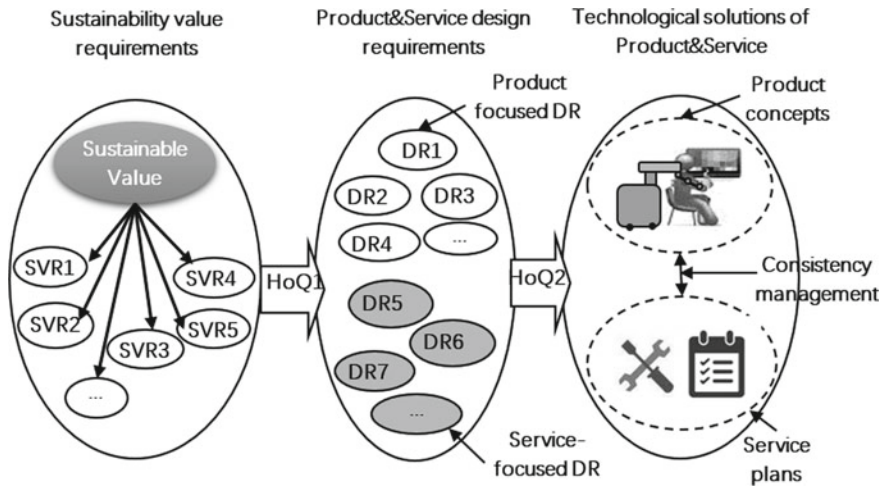 Sustainability value
requirements
Product&Service design
requirements
Technological solutions of
Product&Service
Sustainable
Value
SVR1
SVR2
SVR3
SVR4
SVR5
...
HoQ1
Product
focused DR
DR1
DR2
DR3
DR4
...
DR5
DR6
DR7
...
Service-
focused DR
HoQ2
Product
concepts
Consistency
management
Service
plans